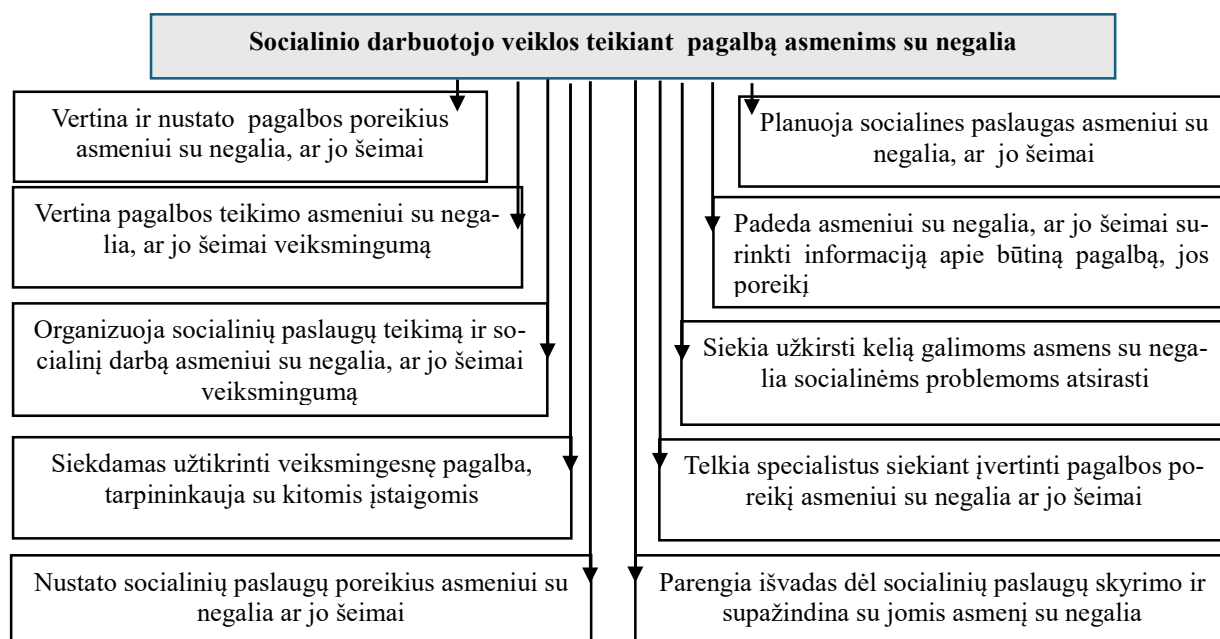 Socialinio darbuotojo veiklos teikiant pagalbą asmenims su negalia
Vertina ir nustato pagalbos poreikius
asmeniui su negalia, ar jo šeimai
Vertina pagalbos teikimo asmeniui su nega-
lia, ar jo šeimai veiksmingumą
Organizuoja socialinių paslaugų teikimą ir so-
cialinį darbą asmeniui su negalia, ar jo šeimai
veiksmingumą
Siekdamas užtikrinti veiksmingesnę pagalba,
tarpininkauja su kitomis įstaigomis
Nustato socialinių paslaugų poreikius asmeniui su
negalia ar jo šeimai
Planuoja socialines paslaugas asmeniui su
negalia, ar jo šeimai
Padeda asmeniui su negalia, ar jo šeimai su-
rinkti informaciją apie būtiną pagalbą, jos
poreikį
Siekia užkirsti kelią galimoms asmens su nega-
lia socialinėms problemoms atsirasti
Telkia specialistus siekiant įvertinti pagalbos po-
reikį asmeniui su negalia ar jo šeimai
Parengia išvadas dėl socialinių paslaugų skyrimo ir
supažindina su jomis asmenį su negalia